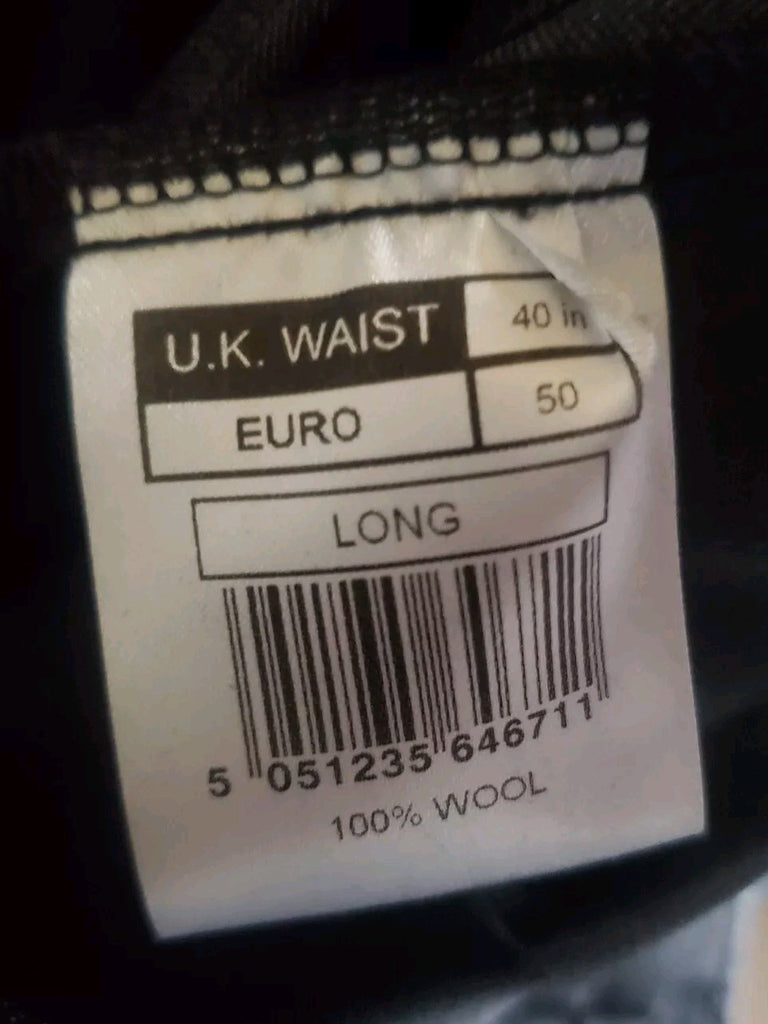 U.K. WAIST 40 in
EURO 50
LONG
5 051235 646711
100% WOOL